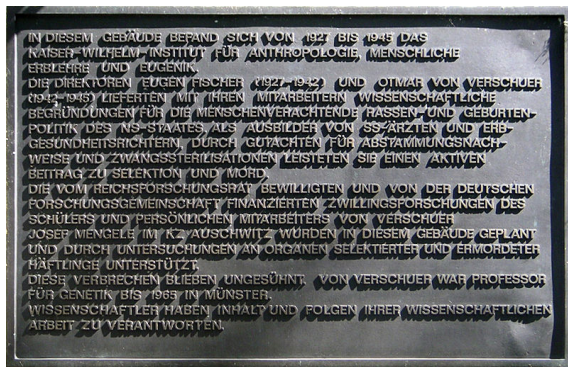 IN DIESEM GEBÄUDE BEFAND SICH VON 1927 BIS 1945 DAS
KAISER-WILHELM-INSTITUT FÜR ANTHROPOLOGIE, MENSCHLICHE
ERBLEHRE UND EUGENIK.
DIE DIREKTOREN EUGEN FISCHER (1927-1942) UND OTMAR VON VERSCHUER
(1942-1945) LIEFERTEN MIT IHREN MITARBEITERN WISSENSCHAFTLICHE
BEGRÜNDUNGEN FÜR DIE MENSCHENVERACHTENDE RASSEN- UND GEBURTEN-
POLITIK DES NS-STAATES. ALS AUSBILDER VON SS-ÄRZTEN UND ERB-
GESUNDHEITSRICHTERN, DURCH GUTACHTEN FÜR ABSTAMMUNGSNACH-
WEISE UND ZWANGSSTERILISATIONEN LEISTETEN SIE EINEN AKTIVEN
BEITRAG ZU SELEKTION UND MORD.
DIE VOM REICHSFORSCHUNGSRAT BEWILLIGTEN UND VON DER DEUTSCHEN
FORSCHUNGSGEMEINSCHAFT FINANZIERTEN ZWILLINGSFORSCHUNGEN DES
SCHÜLERS UND PERSÖNLICHEN MITARBEITERS VON VERSCHUER
JOSEF MENGELE IM KZ AUSCHWITZ WURDEN IN DIESEM GEBÄUDE GEPLANT
UND DURCH UNTERSUCHUNGEN AN ORGANEN SELEKTIERTER UND ERMORDETER
HÄFTLINGE UNTERSTÜTZT.
DIESE VERBRECHEN BLIEBEN UNGESÜHNT. VON VERSCHUER WAR PROFESSOR
FÜR GENETIK BIS 1965 IN MÜNSTER.
WISSENSCHAFTLER HABEN INHALT UND FOLGEN IHRER WISSENSCHAFTLICHEN
ARBEIT ZU VERANTWORTEN.